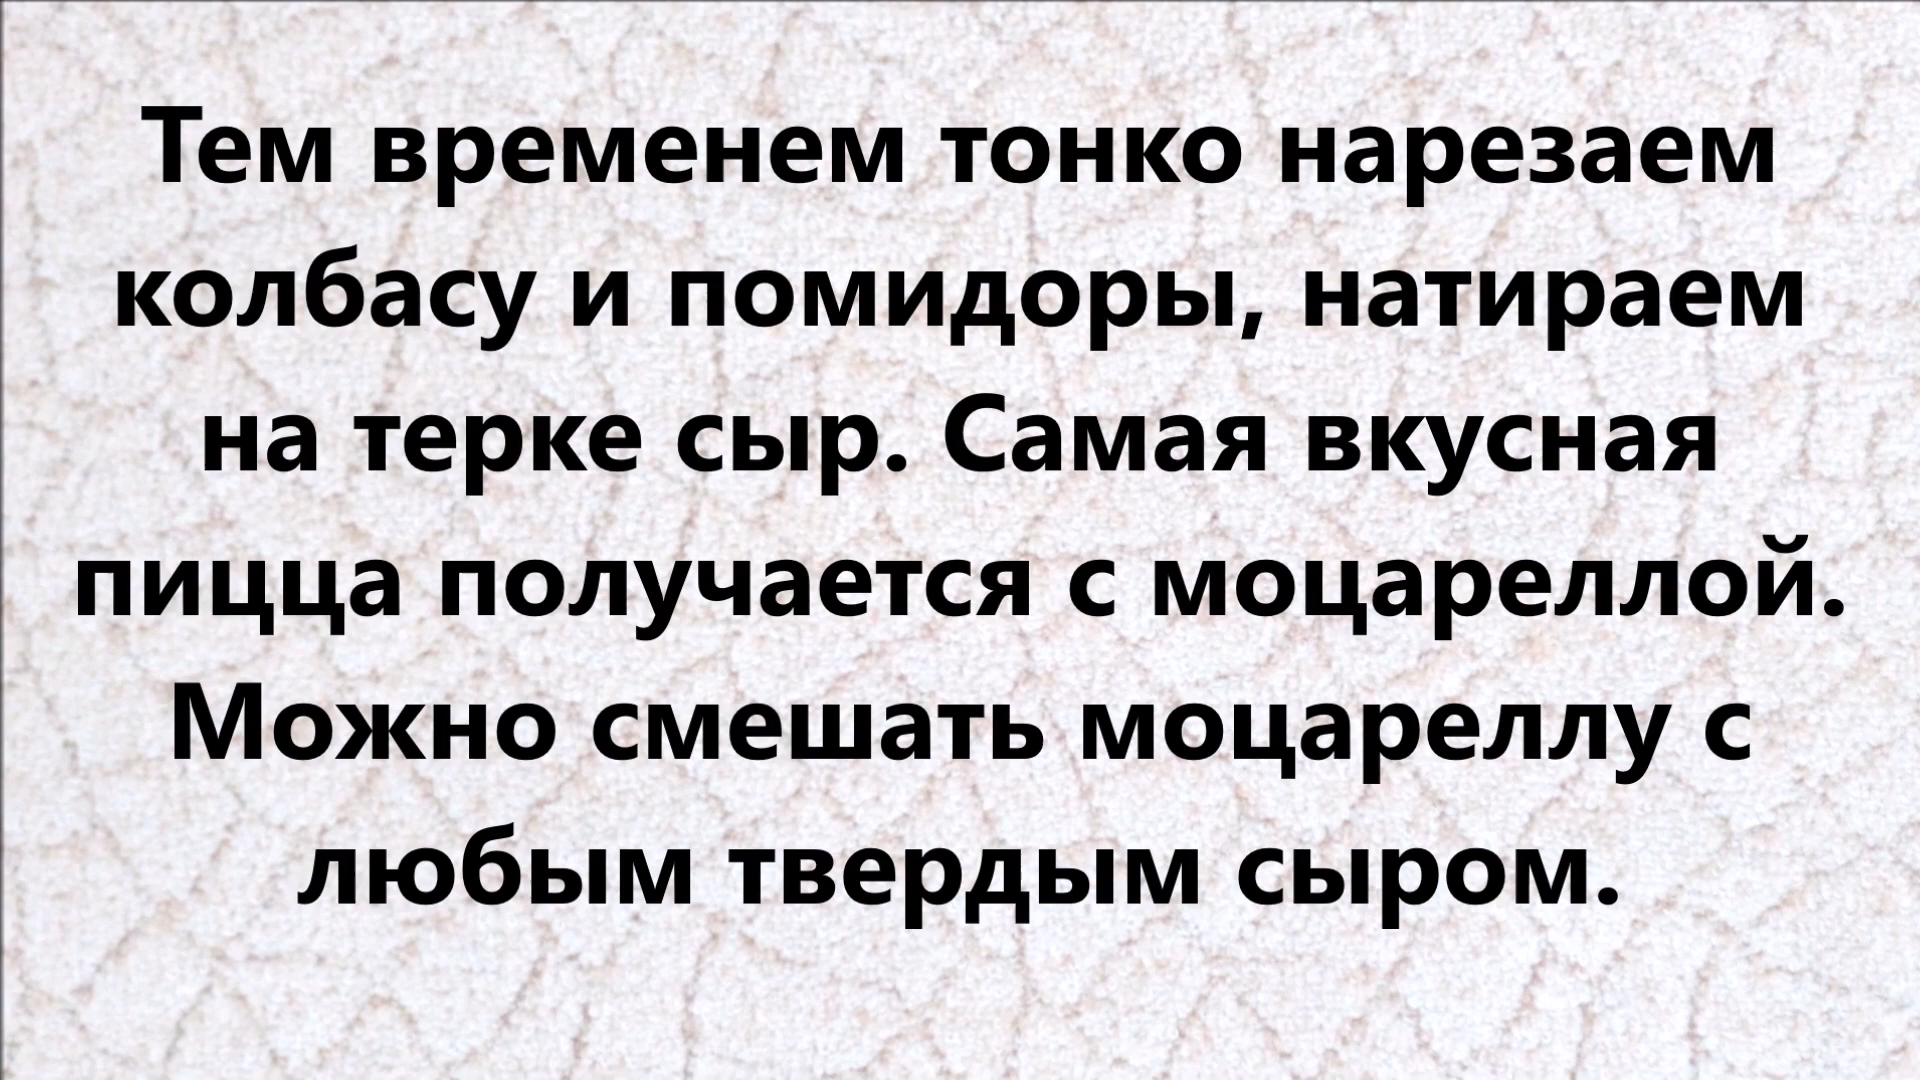 Тем временем тонко нарезаем
колбасу и помидоры, натираем
на терке сыр. Самая вкусная
пицца получается с моцареллой.
Можно смешать моцареллу с
любым твердым сыром.